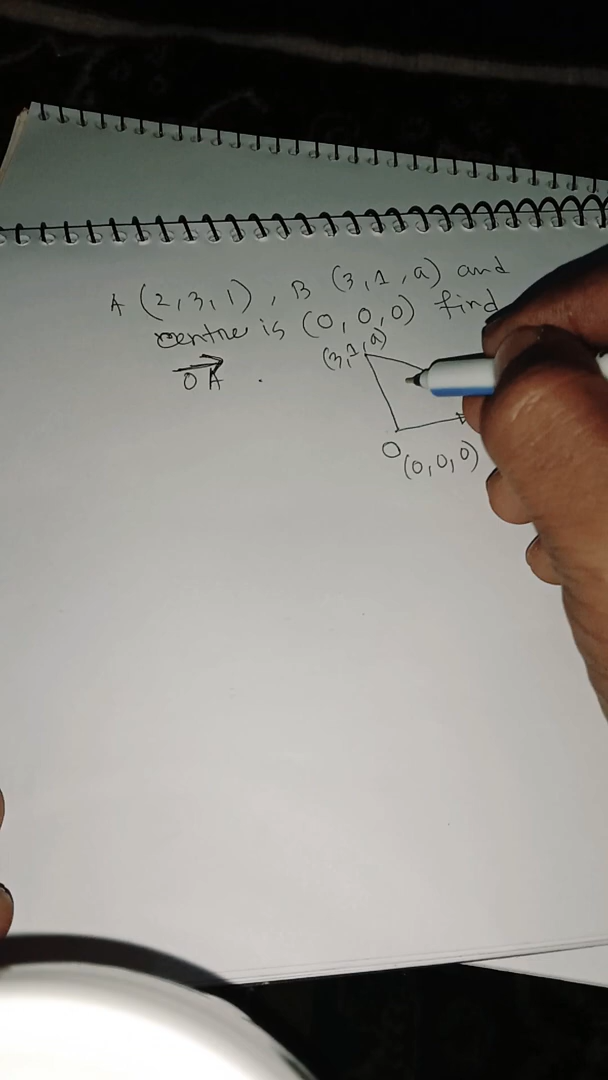 A (2,3,1), B (3,1,a) and
centre is (0,0,0) find
OA .
(3,1,a)
O
(0,0,0)